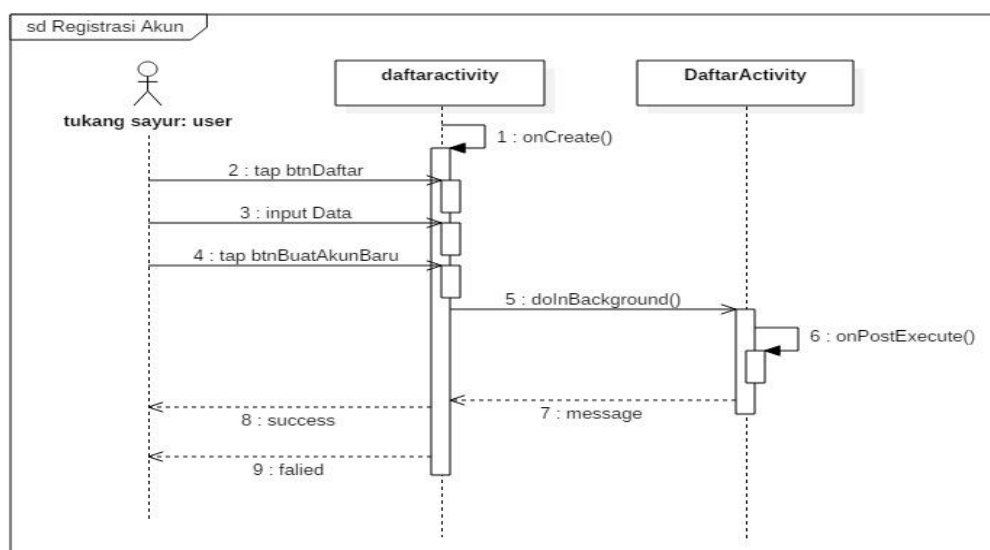 sd Registrasi Akun
daftaractivity
DaftarActivity
tukang sayur: user
1 : onCreate()
2 : tap btnDaftar
3 : input Data
4 : tap btnBuatAkunBaru
5 : doInBackground()
6 : onPostExecute()
7 : message
8 : success
9 : falied